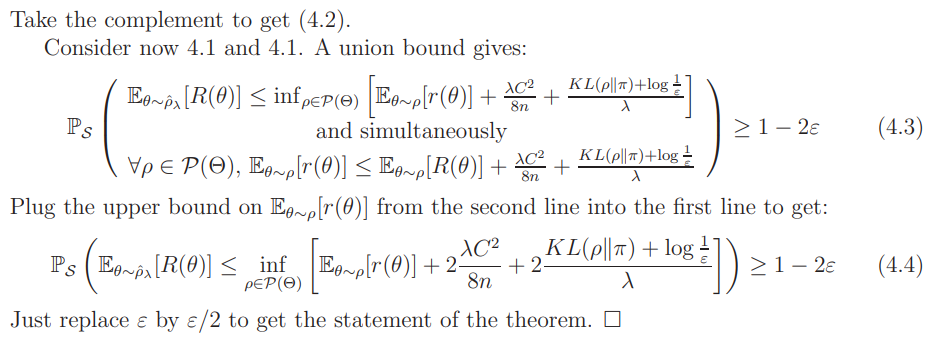 Take the complement to get (4.2).
Consider now 4.1 and 4.1. A union bound gives:
$$\mathbb{P}_{\mathcal{S}} \left( \begin{array}{c} \mathbb{E}_{\theta \sim \hat{\rho}_\lambda}[R(\theta)] \leq \inf_{\rho \in \mathcal{P}(\Theta)} \left[ \mathbb{E}_{\theta \sim \rho}[r(\theta)] + \frac{\lambda C^2}{8n} + \frac{KL(\rho \| \pi) + \log \frac{1}{\varepsilon}}{\lambda} \right] \\ \text{and simultaneously} \\ \forall \rho \in \mathcal{P}(\Theta), \mathbb{E}_{\theta \sim \rho}[r(\theta)] \leq \mathbb{E}_{\theta \sim \rho}[R(\theta)] + \frac{\lambda C^2}{8n} + \frac{KL(\rho \| \pi) + \log \frac{1}{\varepsilon}}{\lambda} \end{array} \right) \geq 1 - 2\varepsilon \quad (4.3)$$
Plug the upper bound on $\mathbb{E}_{\theta \sim \rho}[r(\theta)]$ from the second line into the first line to get:
$$\mathbb{P}_{\mathcal{S}} \left( \mathbb{E}_{\theta \sim \hat{\rho}_\lambda}[R(\theta)] \leq \inf_{\rho \in \mathcal{P}(\Theta)} \left[ \mathbb{E}_{\theta \sim \rho}[r(\theta)] + 2\frac{\lambda C^2}{8n} + 2\frac{KL(\rho \| \pi) + \log \frac{1}{\varepsilon}}{\lambda} \right] \right) \geq 1 - 2\varepsilon \quad (4.4)$$
Just replace $\varepsilon$ by $\varepsilon/2$ to get the statement of the theorem. □